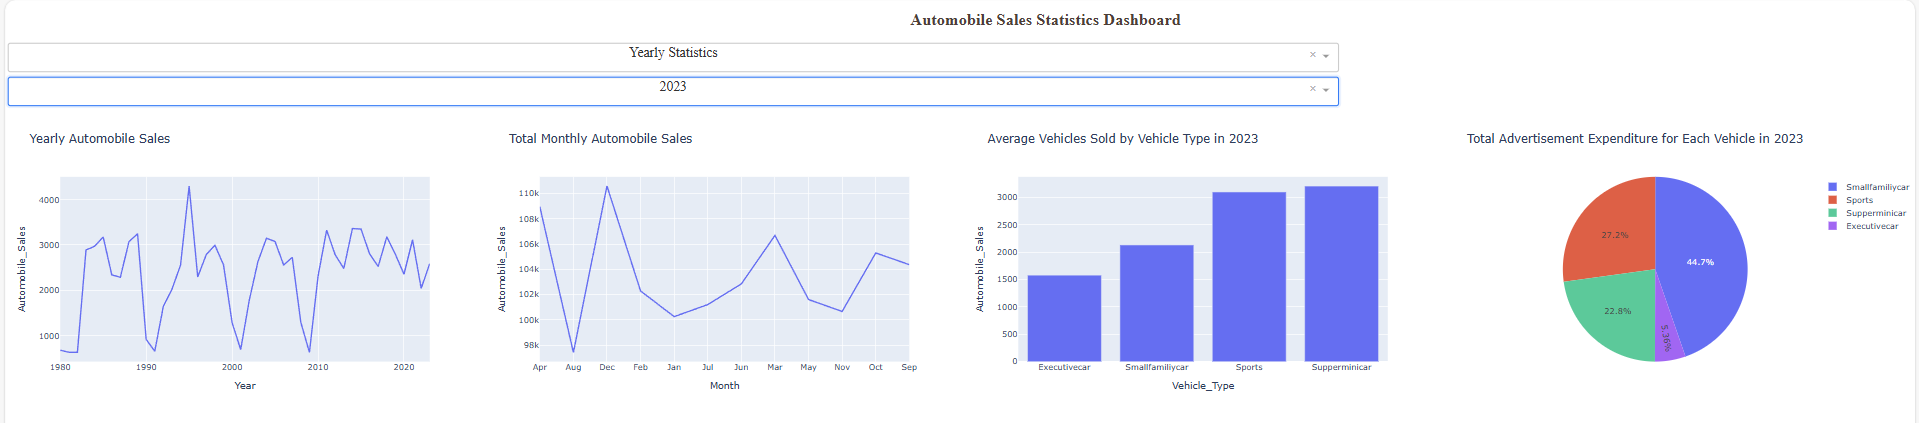 Automobile Sales Statistics Dashboard
Yearly Statistics
×
2023
×
Yearly Automobile Sales
Automobile_Sales
4000
3000
2000
1000
1980 1990 2000 2010 2020
Year
Total Monthly Automobile Sales
Automobile_Sales
110k
108k
106k
104k
102k
100k
98k
Apr Aug Dec Feb Jan Jul Jun Mar May Nov Oct Sep
Month
Average Vehicles Sold by Vehicle Type in 2023
Automobile_Sales
3000
2500
2000
1500
1000
500
0
Executivecar Smallfamiliycar Sports Supperminicar
Vehicle_Type
Total Advertisement Expenditure for Each Vehicle in 2023
44.7%
27.2%
22.8%
5.36%
Smallfamiliycar
Sports
Supperminicar
Executivecar